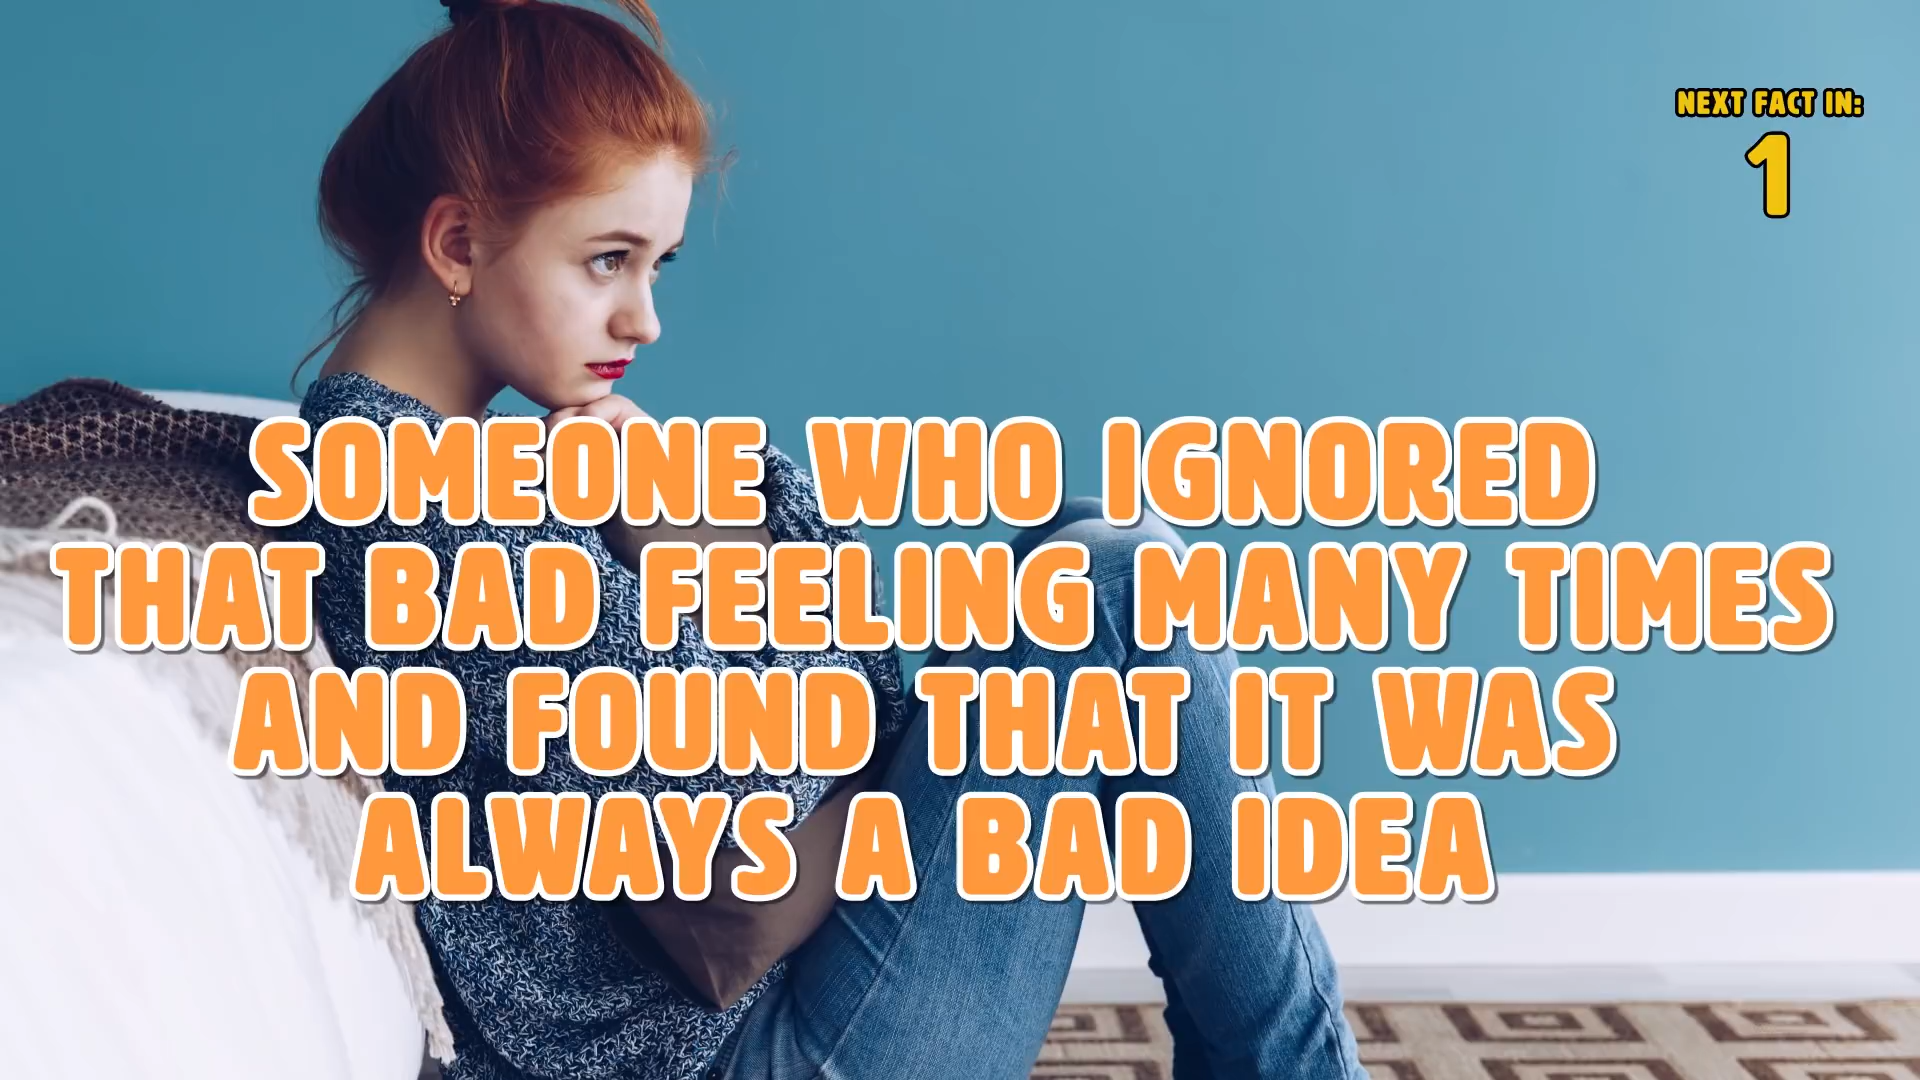 NEXT FACT IN:
1
SOMEONE WHO IGNORED
THAT BAD FEELING MANY TIMES
AND FOUND THAT IT WAS
ALWAYS A BAD IDEA